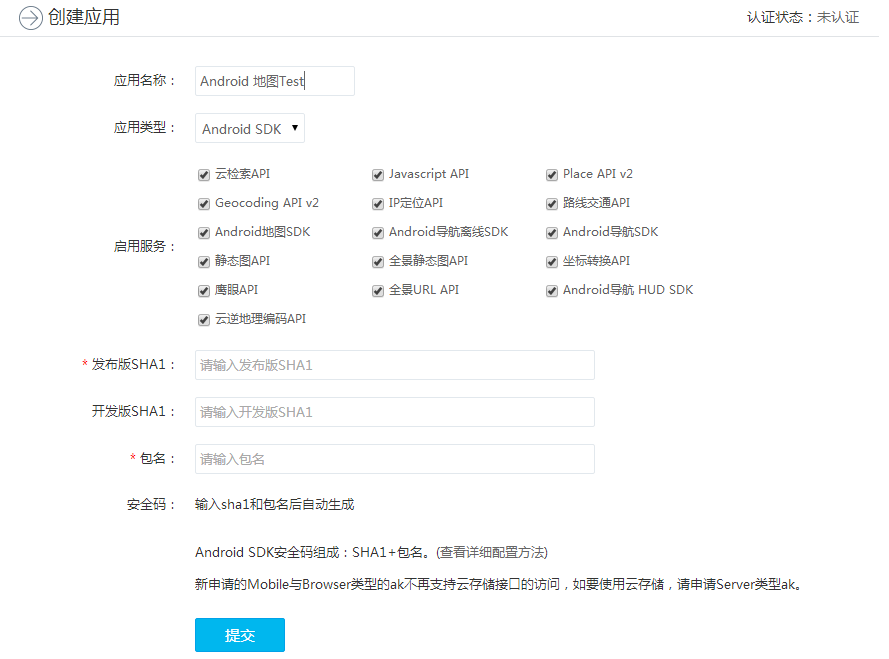 创建应用 认证状态：未认证
应用名称： Android 地图Test
应用类型： Android SDK
云检索API Javascript API Place API v2
Geocoding API v2 IP定位API 路线交通API
Android地图SDK Android导航离线SDK Android导航SDK
启用服务：
静态图API 全景静态图API 坐标转换API
鹰眼API 全景URL API Android导航 HUD SDK
云逆地理编码API
* 发布版SHA1： 请输入发布版SHA1
开发版SHA1： 请输入开发版SHA1
* 包名： 请输入包名
安全码： 输入sha1和包名后自动生成
Android SDK安全码组成：SHA1+包名。(查看详细配置方法)
新申请的Mobile与Browser类型的ak不再支持云存储接口的访问，如要使用云存储，请申请Server类型ak。
提交